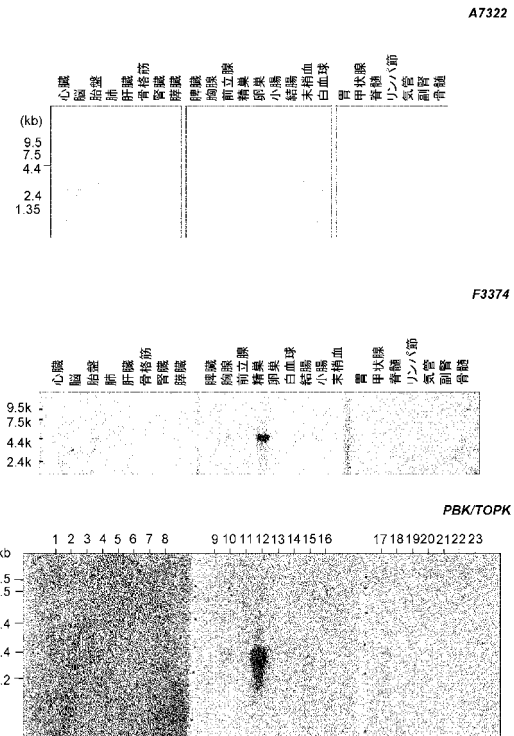 A7322
心臓 脳 胎盤 肺 肝臓 骨格筋 腎臓 膵臓 脾臓 胸腺 前立腺 精巣 卵巣 小腸 結腸 末梢血 白血球 胃 甲状腺 脊髄 リンパ節 気管 副腎 骨髄
(kb)
9.5
7.5
4.4
2.4
1.35
F3374
心臓 脳 胎盤 肺 肝臓 骨格筋 腎臓 膵臓 脾臓 胸腺 前立腺 精巣 卵巣 白血球 結腸 小腸 末梢血 胃 甲状腺 脊髄 リンパ節 気管 副腎 骨髄
9.5k
7.5k
4.4k
2.4k
PBK/TOPK
kb 1 2 3 4 5 6 7 8 9 10 11 12 13 14 15 16 17 18 19 20 21 22 23
.5
.5
.4
.4
.2